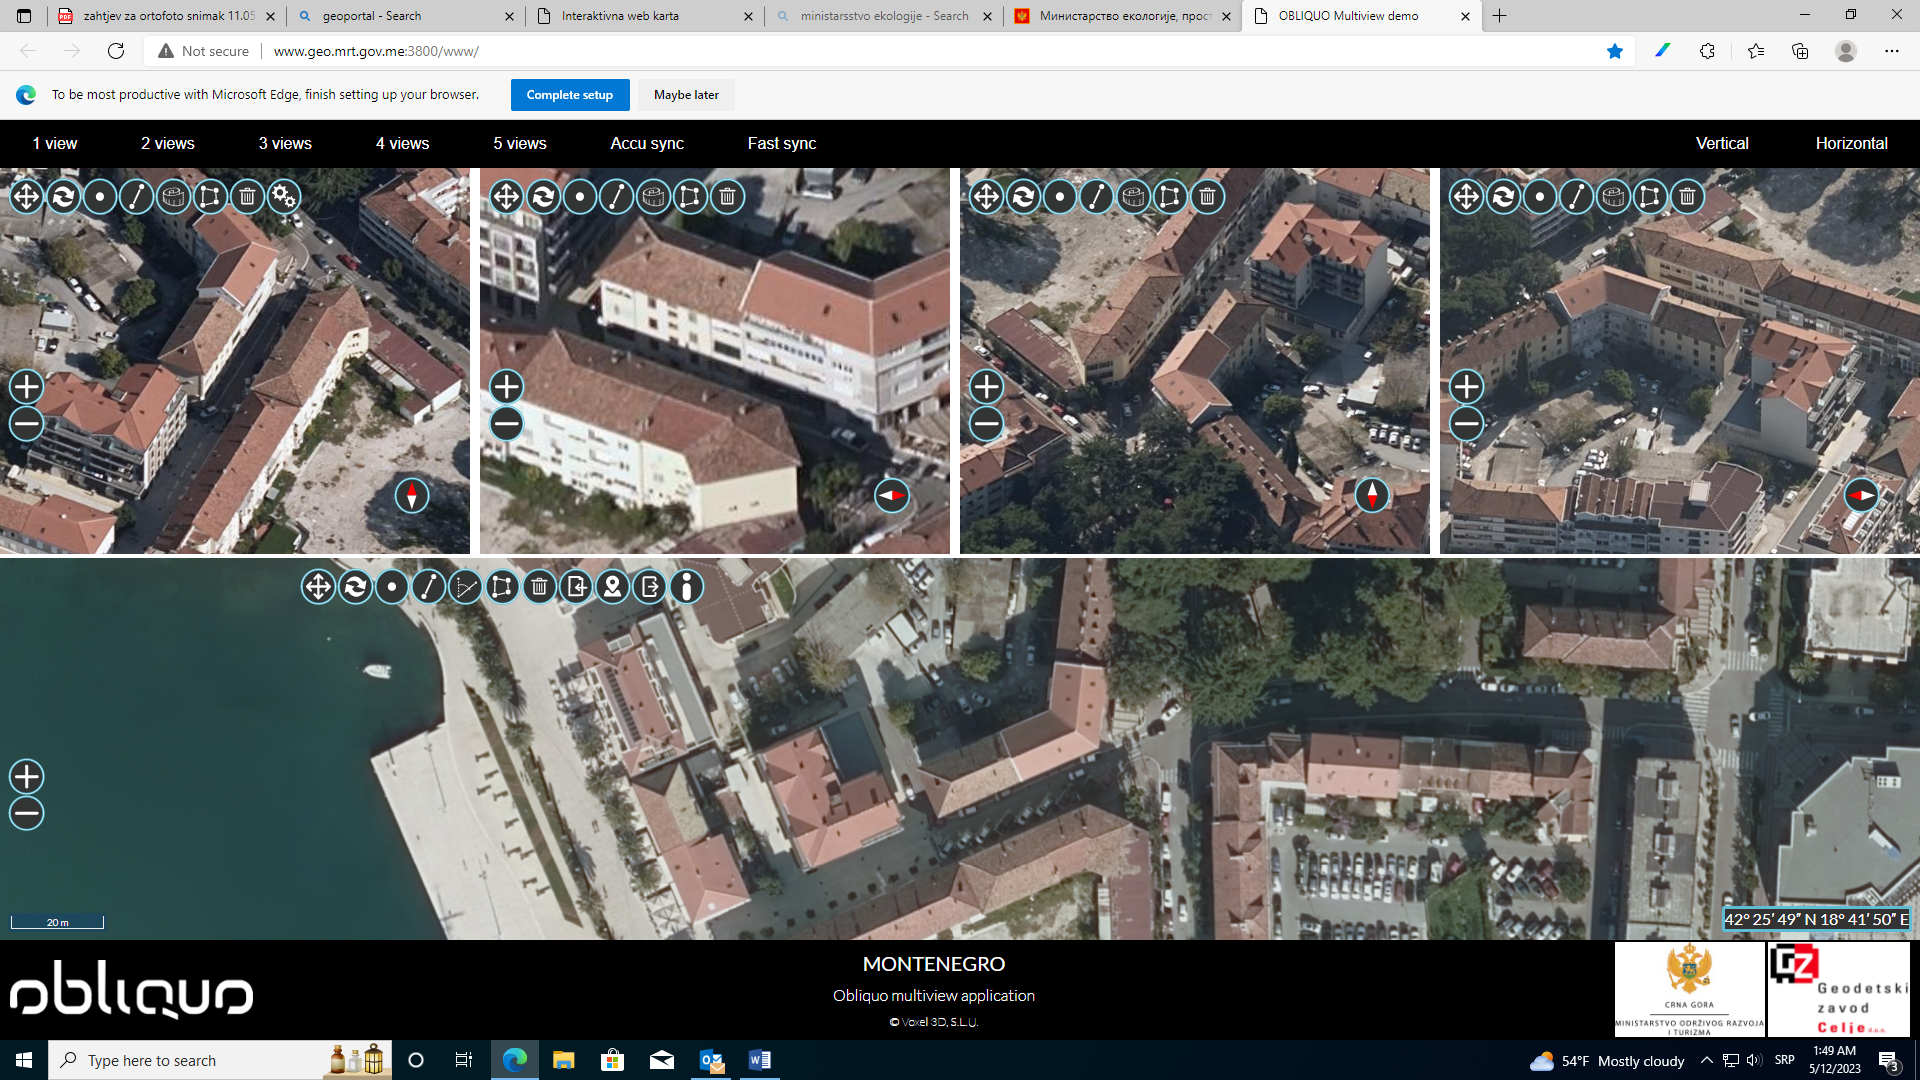 zahtjev za ortofoto snimak 11.05
geoportal - Search
Interaktivna web karta
ministarsstvo ekologije - Search
Министарство екологије, прост
OBLIQUO Multiview demo
Not secure
www.geo.mrt.gov.me:3800/www/
To be most productive with Microsoft Edge, finish setting up your browser.
Complete setup
Maybe later
1 view
2 views
3 views
4 views
5 views
Accu sync
Fast sync
Vertical
Horizontal
20 m
42° 25′ 49″ N 18° 41′ 50″ E
obliquo
MONTENEGRO
Obliquo multiview application
© Voxel 3D, S.L.U.
CRNA GORA
MINISTARSTVO ODRŽIVOG RAZVOJA
I TURIZMA
GZ
Geodetski
zavod
Celje d.o.o.
Type here to search
54°F Mostly cloudy
SRP
1:49 AM
5/12/2023
3